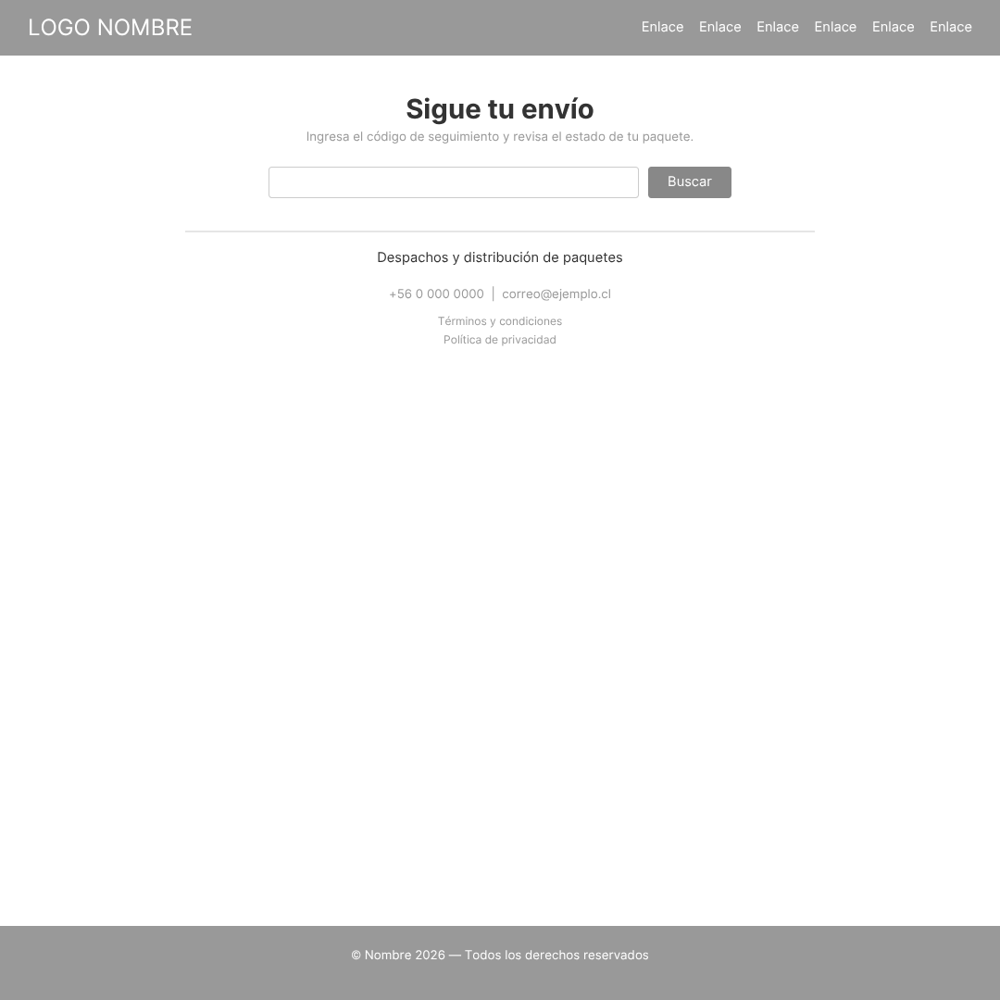 LOGO NOMBRE
Enlace Enlace Enlace Enlace Enlace Enlace
Sigue tu envío
Ingresa el código de seguimiento y revisa el estado de tu paquete.
Buscar
Despachos y distribución de paquetes
+56 0 000 0000 | correo@ejemplo.cl
Términos y condiciones
Política de privacidad
© Nombre 2026 — Todos los derechos reservados